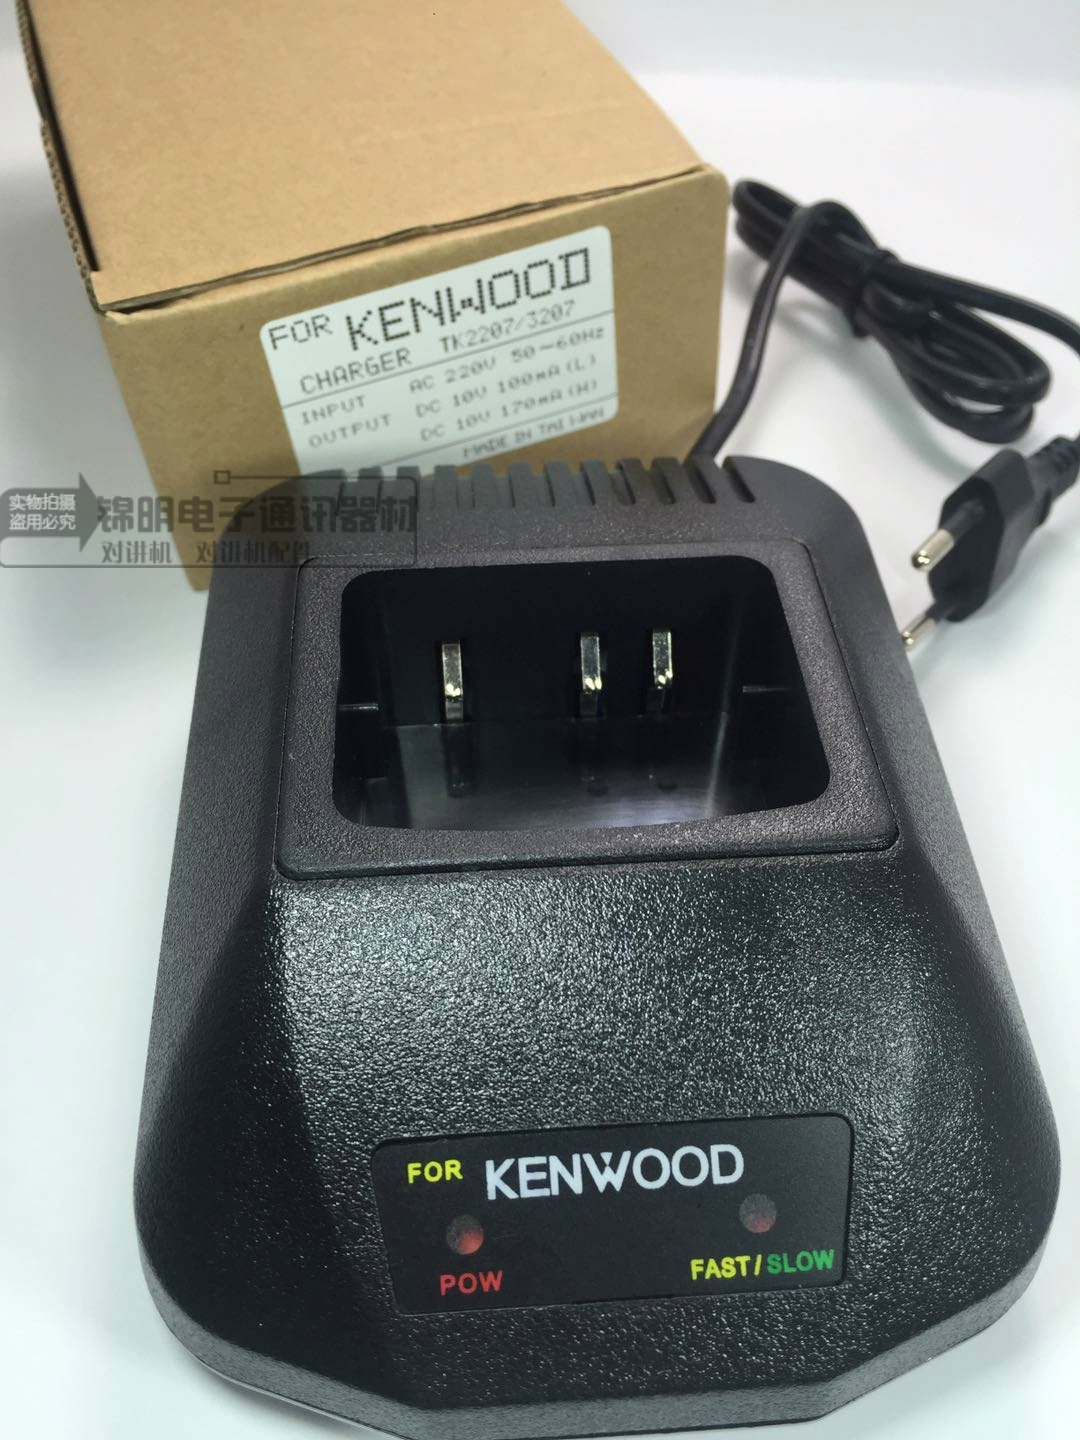 FOR KENWOOD
CHARGER TK2207/3207
INPUT AC 220V 50~60Hz
OUTPUT DC 10V 100mA(L)
DC 10V 170mA(H)
MADE IN TAIWAN
实物拍摄
盗用必究
锦明电子通讯器材
对讲机 对讲机配件
FOR KENWOOD
POW
FAST/SLOW